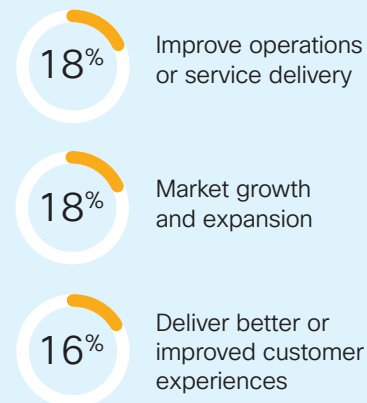 18%
Improve operations
or service delivery
18%
Market growth
and expansion
16%
Deliver better or
improved customer
experiences